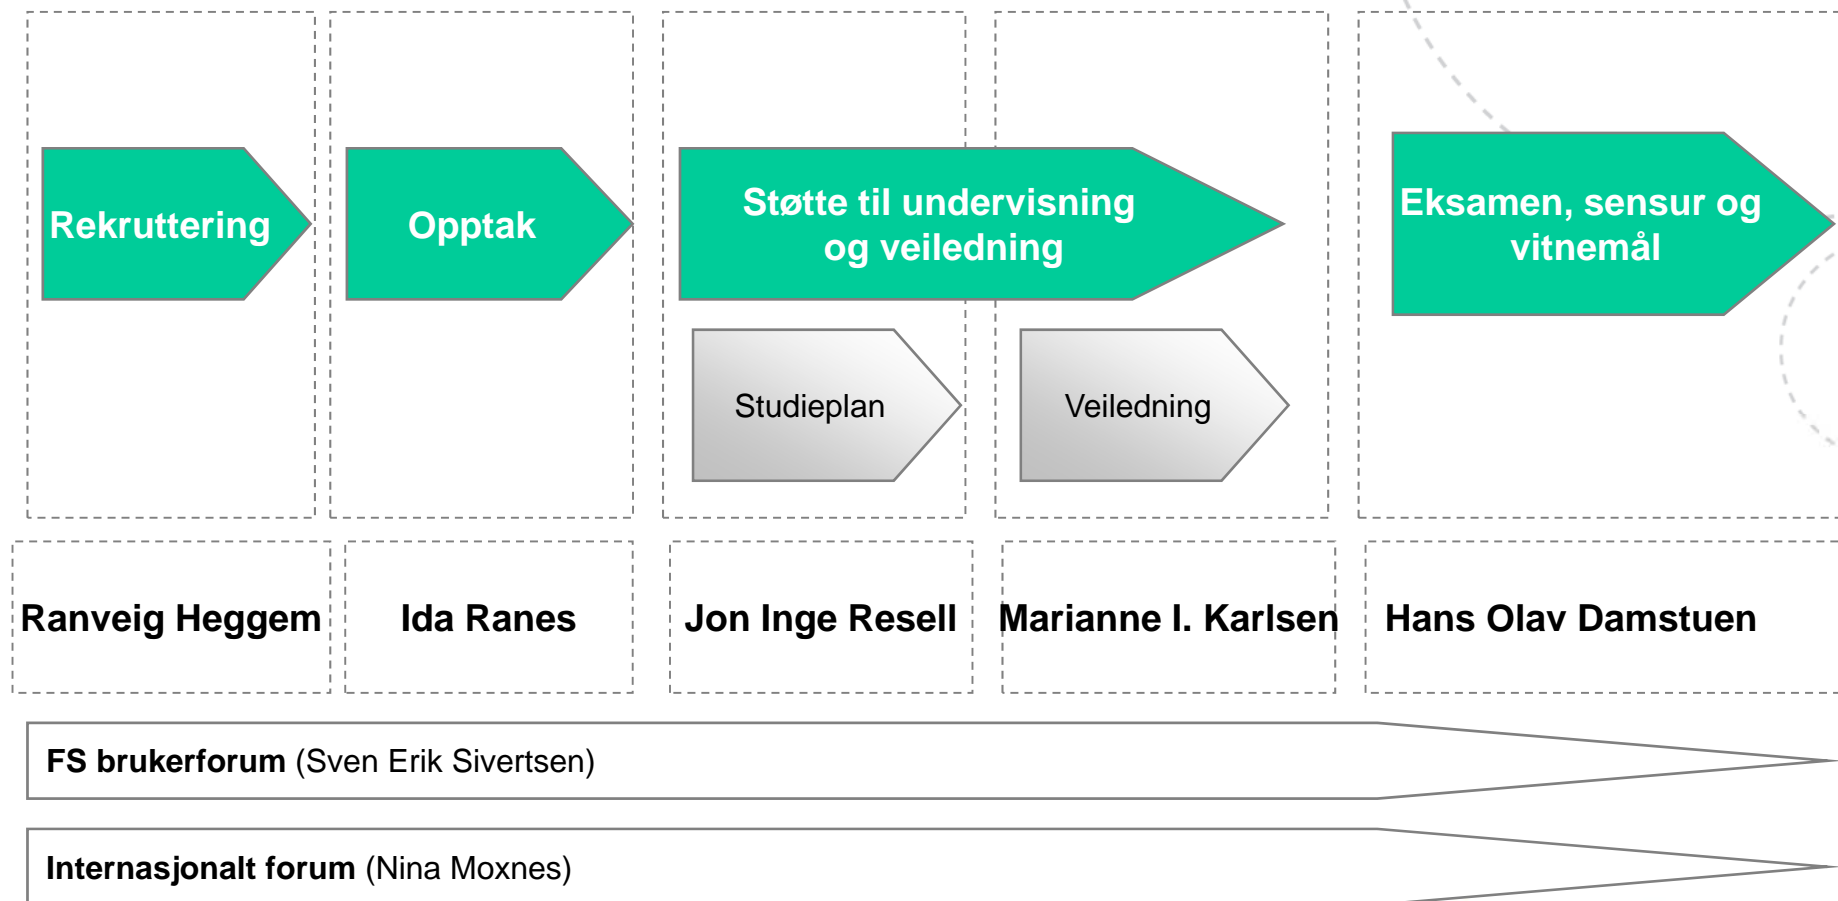 Rekruttering
Opptak
Støtte til undervisning
og veiledning
Eksamen, sensur og
vitnemål
Studieplan
Veiledning
Ranveig Heggem
Ida Ranes
Jon Inge Resell
Marianne I. Karlsen
Hans Olav Damstuen
FS brukerforum (Sven Erik Sivertsen)
Internasjonalt forum (Nina Moxnes)